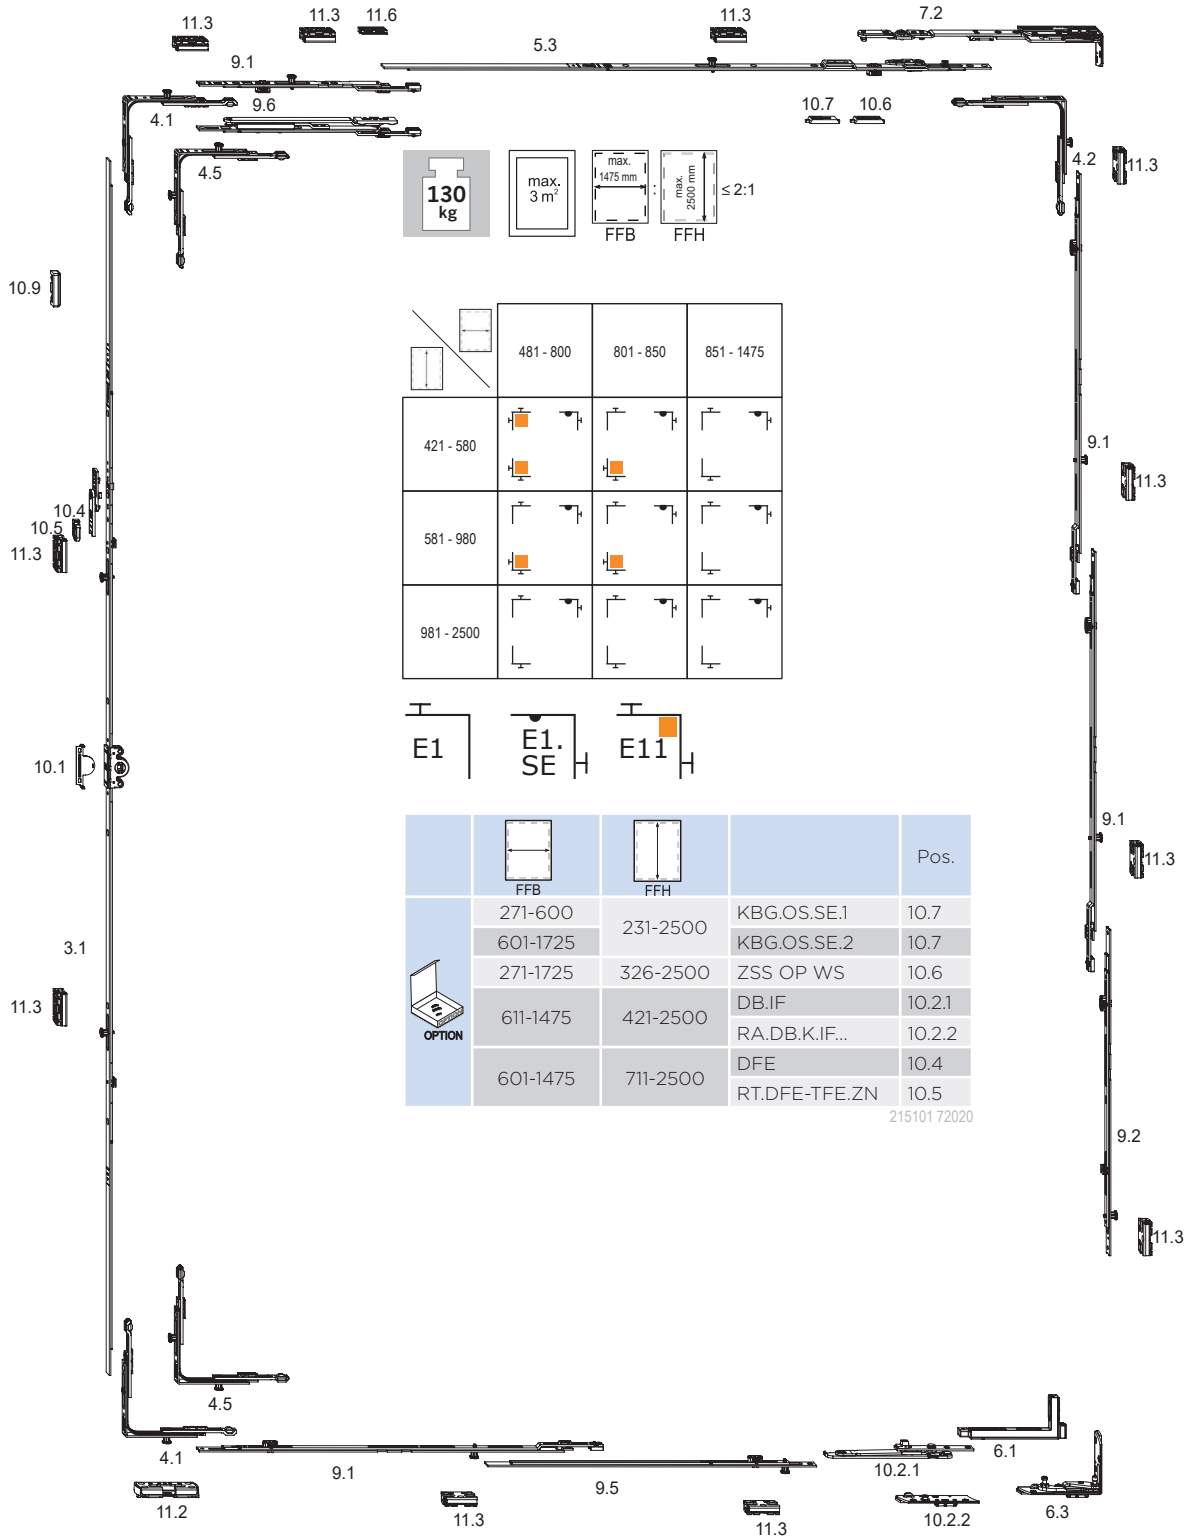 11.3
11.3
11.6
5.3
11.3
7.2
9.1
4.1
9.6
10.7
10.6
4.5
4.2
11.3
130
kg
max.
3 m²
max.
1475 mm
FFB
:
max.
2500 mm
FFH
≤ 2:1
10.9
481 - 800
801 - 850
851 - 1475
421 - 580
581 - 980
981 - 2500
9.1
11.3
10.4
10.5
11.3
E1
E1.
SE
E11
10.1
9.1
11.3
FFB
FFH
Pos.
271-600
231-2500
KBG.OS.SE.1
10.7
601-1725
KBG.OS.SE.2
10.7
271-1725
326-2500
ZSS OP WS
10.6
611-1475
421-2500
DB.IF
10.2.1
RA.DB.K.IF...
10.2.2
601-1475
711-2500
DFE
10.4
RT.DFE-TFE.ZN
10.5
OPTION
215101 72020
3.1
11.3
9.2
11.3
4.5
4.1
9.1
9.5
10.2.1
6.1
11.2
11.3
11.3
10.2.2
6.3